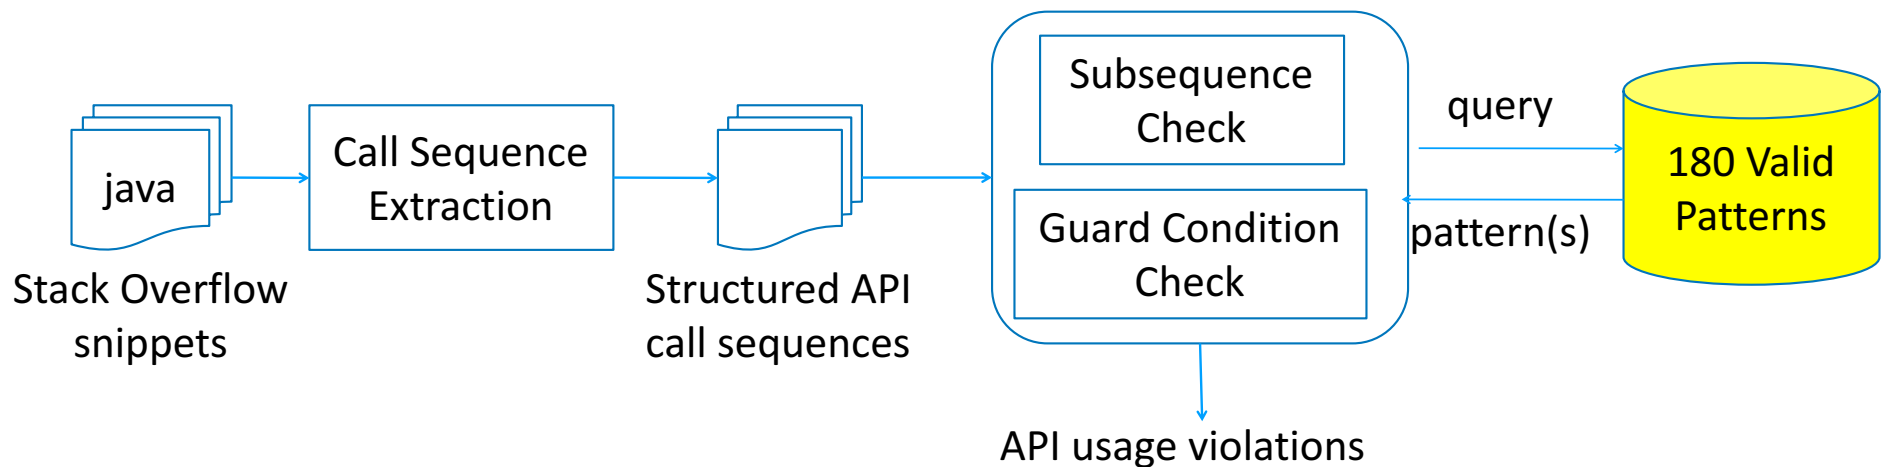 java
Stack Overflow
snippets
Call Sequence
Extraction
Structured API
call sequences
Subsequence
Check
Guard Condition
Check
query
pattern(s)
180 Valid
Patterns
API usage violations